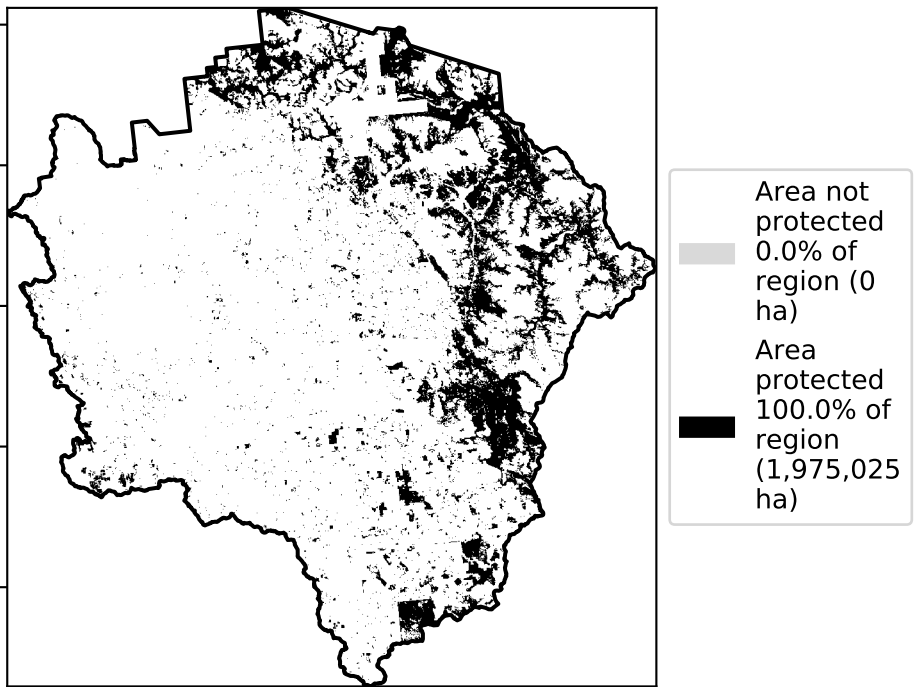 Area not
protected
0.0% of
region (0
ha)
Area
protected
100.0% of
region
(1,975,025
ha)